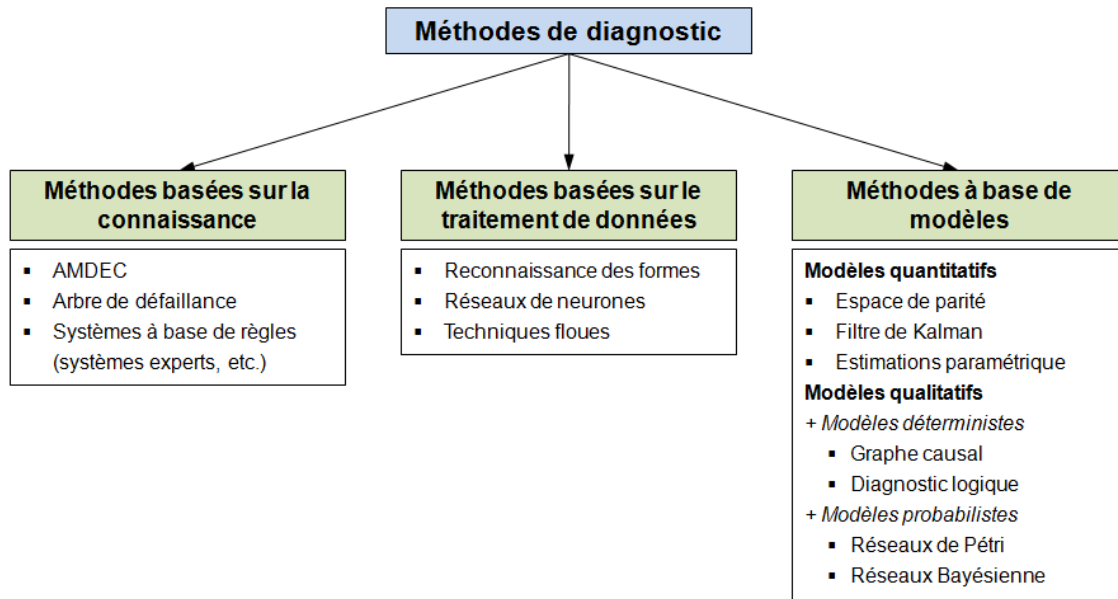 Méthodes de diagnostic
Méthodes basées sur la
connaissance
▪ AMDEC
▪ Arbre de défaillance
▪ Systèmes à base de règles
(systèmes experts, etc.)
Méthodes basées sur le
traitement de données
▪ Reconnaissance des formes
▪ Réseaux de neurones
▪ Techniques floues
Méthodes à base de
modèles
Modèles quantitatifs
▪ Espace de parité
▪ Filtre de Kalman
▪ Estimations paramétrique
Modèles qualitatifs
+ Modèles déterministes
▪ Graphe causal
▪ Diagnostic logique
+ Modèles probabilistes
▪ Réseaux de Pétri
▪ Réseaux Bayésienne